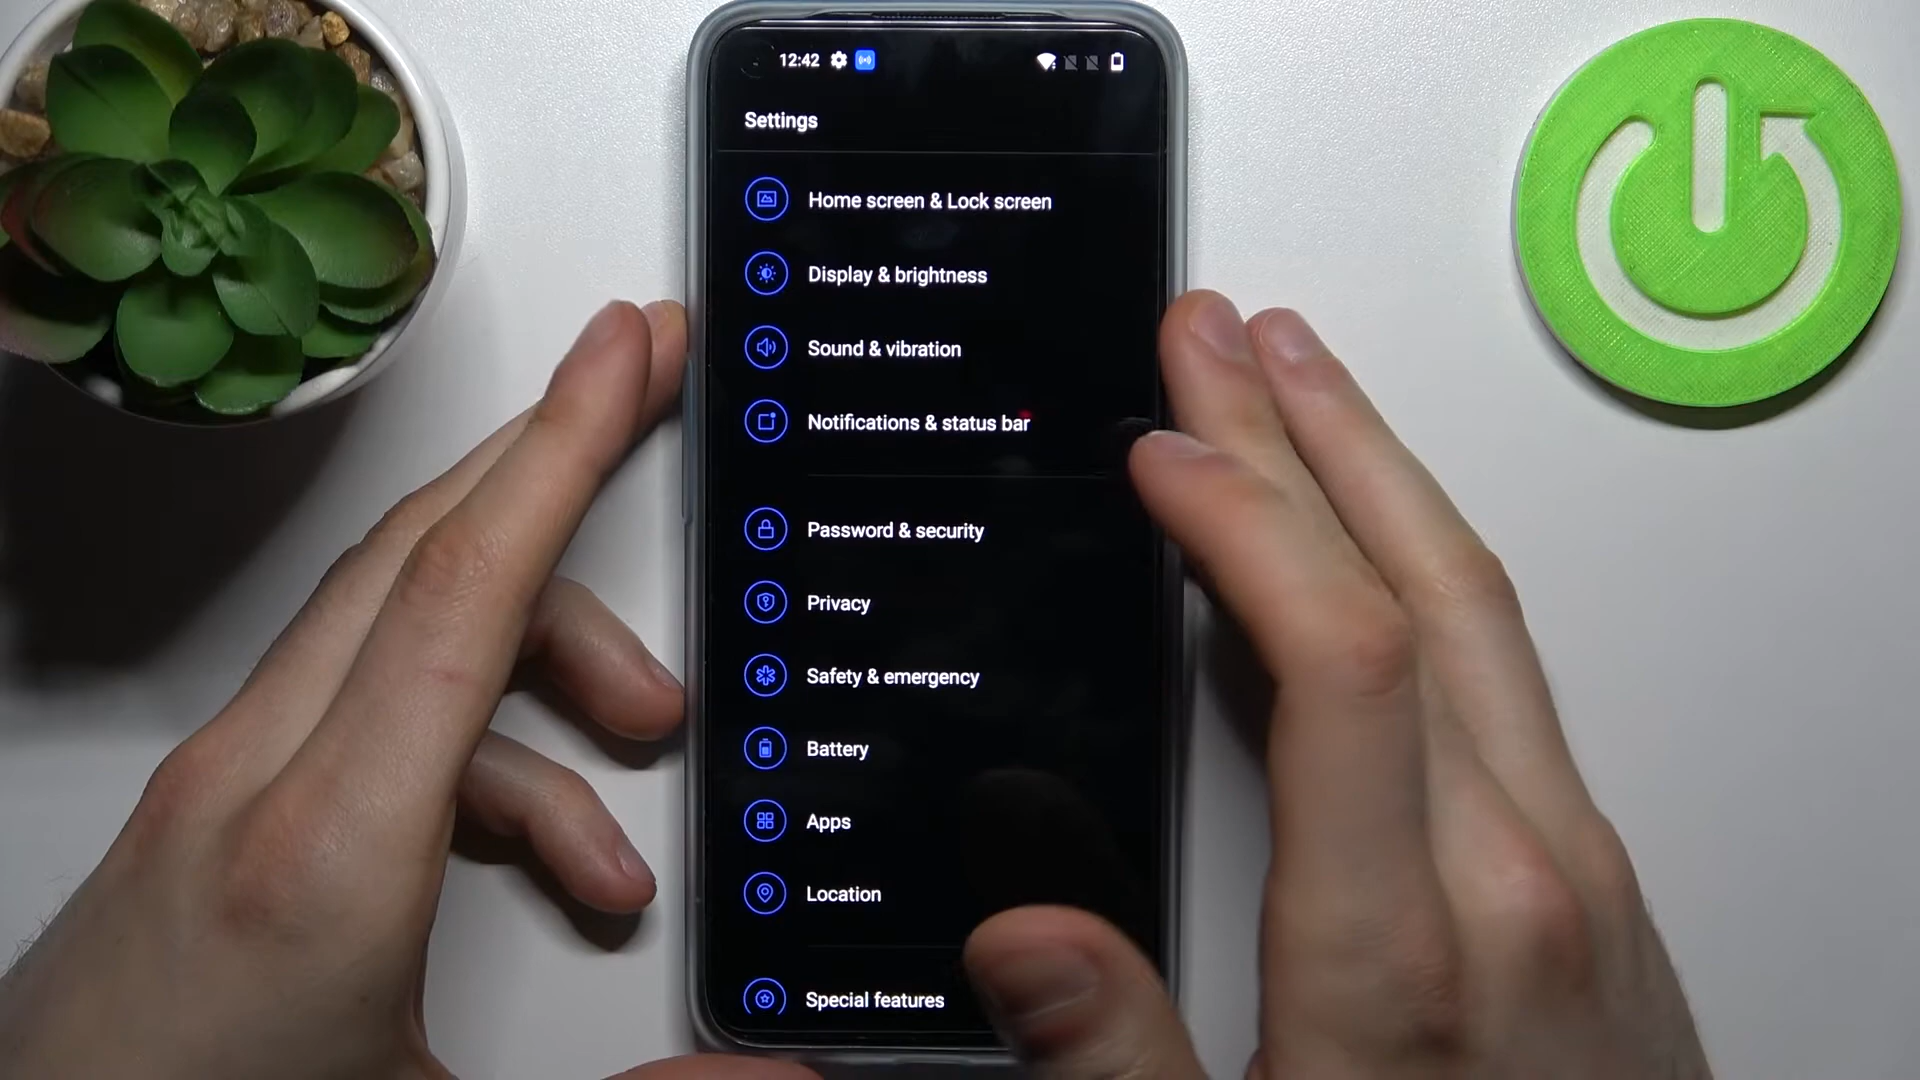 12:42
Settings
Home screen & Lock screen
Display & brightness
Sound & vibration
Notifications & status bar
Password & security
Privacy
Safety & emergency
Battery
Apps
Location
Special features